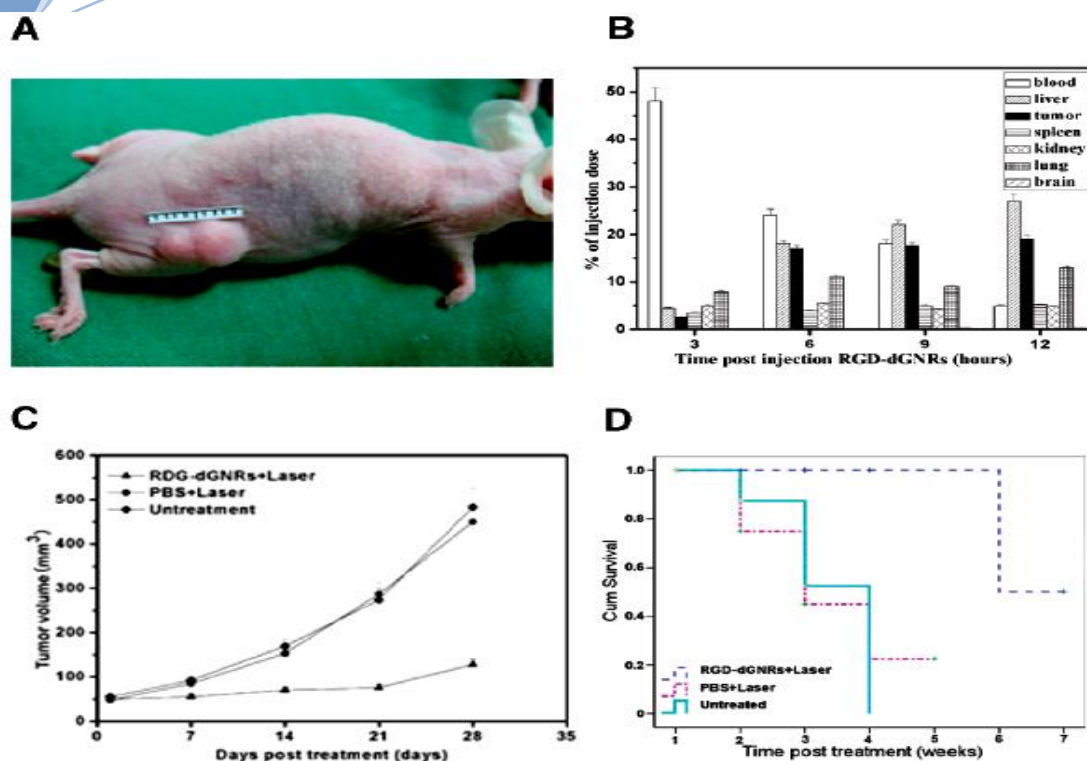 A
B
% of injection dose
50
40
30
20
10
0
blood
liver
tumor
spleen
kidney
lung
brain
3 6 9 12
Time post injection RGD-dGNRs (hours)
C
Tumor volume (mm³)
600
500
400
300
200
100
0
RDG-dGNRs+Laser
PBS+Laser
Untreatment
0 7 14 21 28 35
Days post treatment (days)
D
Cum Survival
1.0
0.8
0.6
0.4
0.2
0.0
RGD-dGNRs+Laser
PBS+Laser
Untreated
1 2 3 4 5 6 7
Time post treatment (weeks)